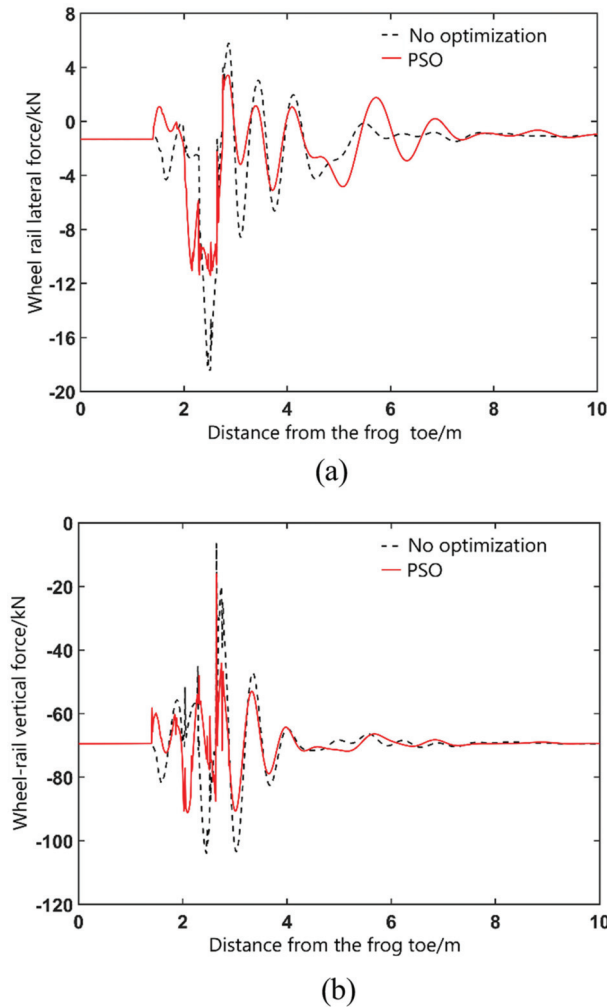 8
4
0
-4
-8
-12
-16
-20
0 2 4 6 8 10
Wheel rail lateral force/kN
No optimization
PSO
Distance from the frog toe/m
(a)
0
-20
-40
-60
-80
-100
-120
0 2 4 6 8 10
Wheel-rail vertical force/kN
No optimization
PSO
Distance from the frog toe/m
(b)